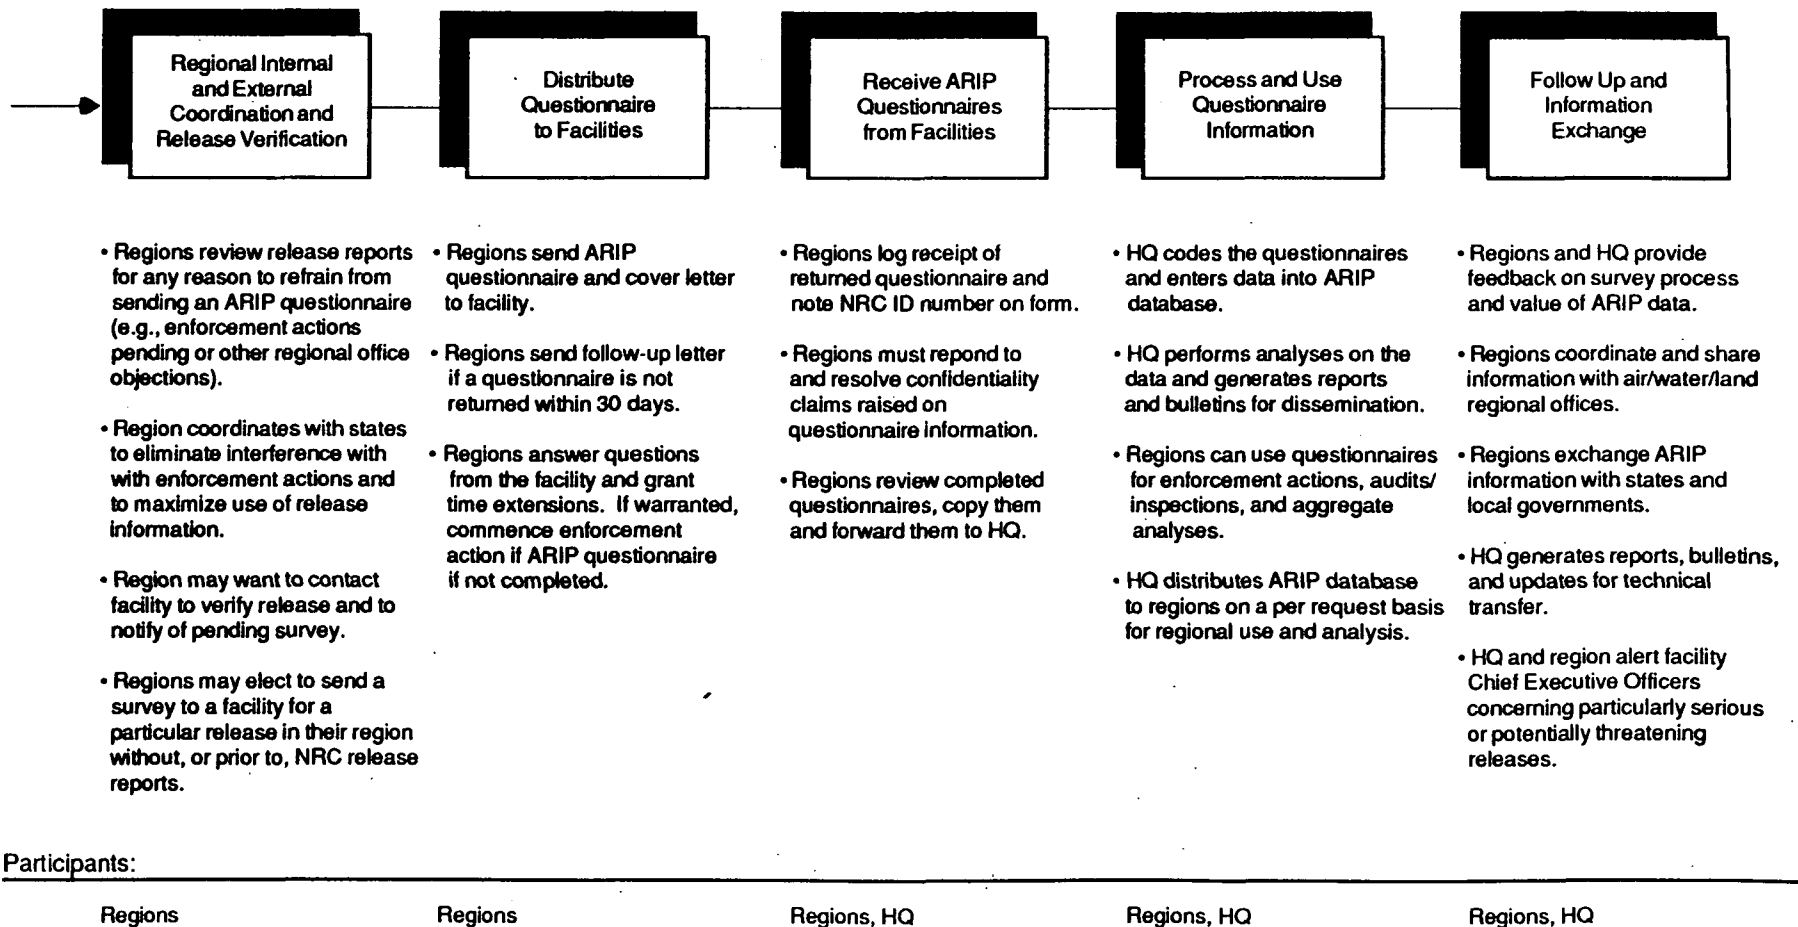 Regional Internal
and External
Coordination and
Release Verification
Distribute
Questionnaire
to Facilities
Receive ARIP
Questionnaires
from Facilities
Process and Use
Questionnaire
Information
Follow Up and
Information
Exchange
• Regions review release reports
for any reason to refrain from
sending an ARIP questionnaire
(e.g., enforcement actions
pending or other regional office
objections).
• Region coordinates with states
to eliminate interference with
with enforcement actions and
to maximize use of release
information.
• Region may want to contact
facility to verify release and to
notify of pending survey.
• Regions may elect to send a
survey to a facility for a
particular release in their region
without, or prior to, NRC release
reports.
• Regions send ARIP
questionnaire and cover letter
to facility.
• Regions send follow-up letter
if a questionnaire is not
returned within 30 days.
• Regions answer questions
from the facility and grant
time extensions. If warranted,
commence enforcement
action if ARIP questionnaire
if not completed.
• Regions log receipt of
returned questionnaire and
note NRC ID number on form.
• Regions must repond to
and resolve confidentiality
claims raised on
questionnaire information.
• Regions review completed
questionnaires, copy them
and forward them to HQ.
• HQ codes the questionnaires
and enters data into ARIP
database.
• HQ performs analyses on the
data and generates reports
and bulletins for dissemination.
• Regions can use questionnaires
for enforcement actions, audits/
inspections, and aggregate
analyses.
• HQ distributes ARIP database
to regions on a per request basis
for regional use and analysis.
• Regions and HQ provide
feedback on survey process
and value of ARIP data.
• Regions coordinate and share
information with air/water/land
regional offices.
• Regions exchange ARIP
information with states and
local governments.
• HQ generates reports, bulletins,
and updates for technical
transfer.
• HQ and region alert facility
Chief Executive Officers
concerning particularly serious
or potentially threatening
releases.
Participants:
Regions
Regions
Regions, HQ
Regions, HQ
Regions, HQ